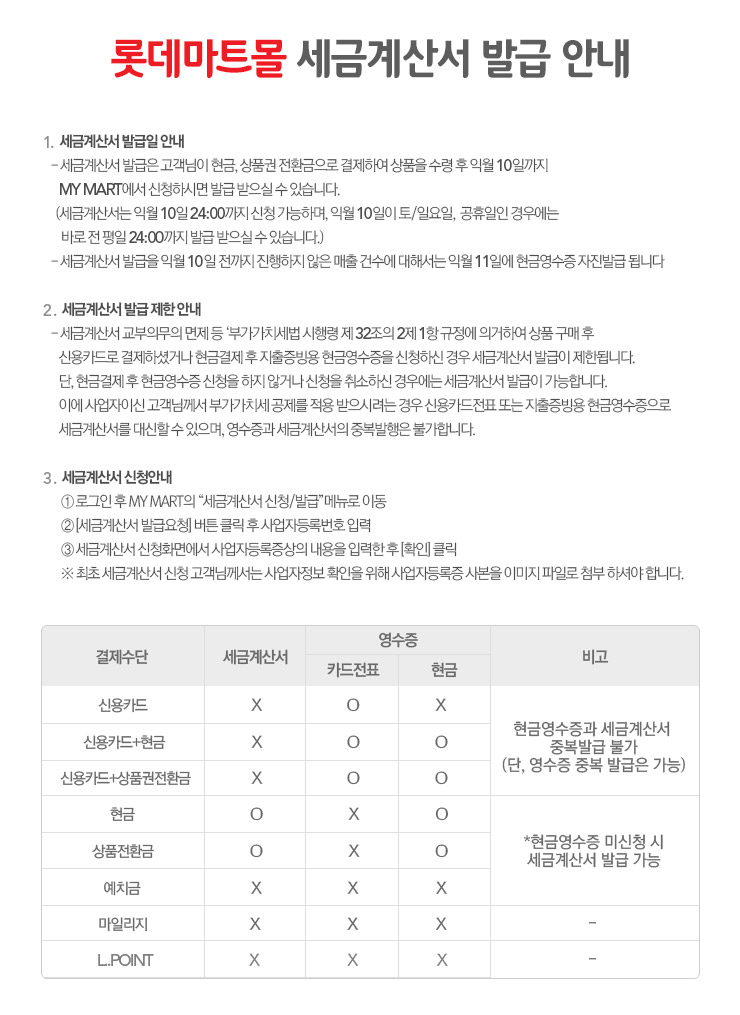 롯데마트몰 세금계산서 발급 안내
1. 세금계산서 발급일 안내
- 세금계산서 발급은 고객님이 현금, 상품권 전환금으로 결제하여 상품을 수령 후 익월 10일까지
MY MART에서 신청하시면 발급 받으실 수 있습니다.
(세금계산서는 익월 10일 24:00까지 신청 가능하며, 익월 10일이 토/일요일, 공휴일인 경우에는
바로 전 평일 24:00까지 발급 받으실 수 있습니다.)
- 세금계산서 발급을 익월 10일 전까지 진행하지 않은 매출 건수에 대해서는 익월 11일에 현금영수증 자진발급 됩니다
2. 세금계산서 발급 제한 안내
- 세금계산서 교부의무의 면제 등 ‘부가가치세법 시행령 제 32조의 2제 1항 규정에 의거하여 상품 구매 후
신용카드로 결제하셨거나 현금결제 후 지출증빙용 현금영수증을 신청하신 경우 세금계산서 발급이 제한됩니다.
단, 현금결제 후 현금영수증 신청을 하지 않거나 신청을 취소하신 경우에는 세금계산서 발급이 가능합니다.
이에 사업자이신 고객님께서 부가가치세 공제를 적용 받으시려는 경우 신용카드전표 또는 지출증빙용 현금영수증으로
세금계산서를 대신할 수 있으며, 영수증과 세금계산서의 중복발행은 불가합니다.
3. 세금계산서 신청안내
① 로그인 후 MY MART의 “세금계산서 신청/발급”메뉴로 이동
② [세금계산서 발급요청] 버튼 클릭 후 사업자등록번호 입력
③ 세금계산서 신청화면에서 사업자등록증상의 내용을 입력한 후 [확인] 클릭
※ 최초 세금계산서 신청 고객님께서는 사업자정보 확인을 위해 사업자등록증 사본을 이미지 파일로 첨부 하셔야 합니다.
결제수단 세금계산서 영수증 비고
카드전표 현금
신용카드 X O X
신용카드+현금 X O O
신용카드+상품권전환금 X O O
현금영수증과 세금계산서
중복발급 불가
(단, 영수증 중복 발급은 가능)
현금 O X O
상품전환금 O X O
예치금 X X X
*현금영수증 미신청 시
세금계산서 발급 가능
마일리지 X X X -
L.POINT X X X -